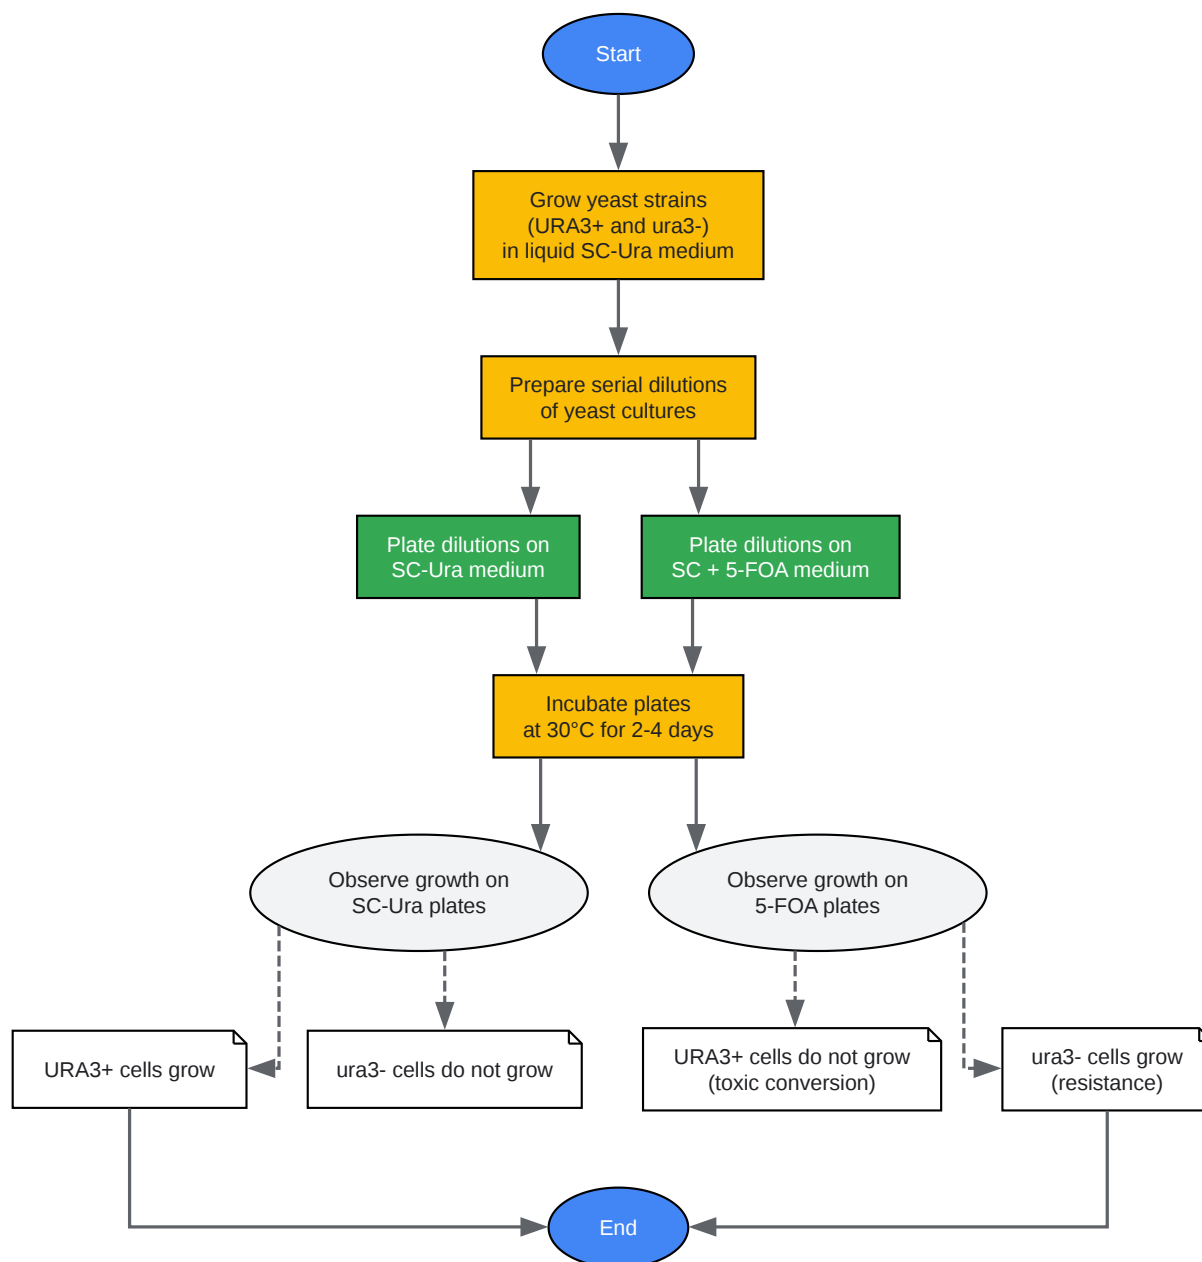 Start
Grow yeast strains
(URA3+ and ura3-)
in liquid SC-Ura medium
Prepare serial dilutions
of yeast cultures
Plate dilutions on
SC-Ura medium
Plate dilutions on
SC + 5-FOA medium
Incubate plates
at 30°C for 2-4 days
Observe growth on
SC-Ura plates
Observe growth on
5-FOA plates
URA3+ cells grow
ura3- cells do not grow
URA3+ cells do not grow
(toxic conversion)
ura3- cells grow
(resistance)
End